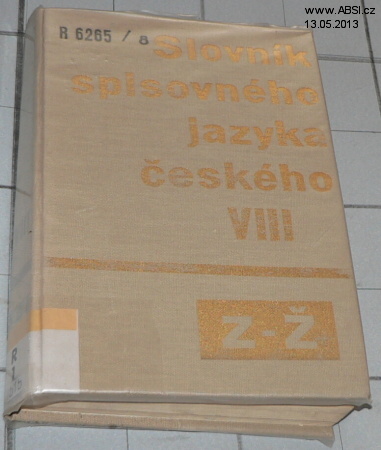 www.ABSI.cz
13.05.2013
R 6265 / 8
Slovník
spisovného
jazyka
českého
VIII
Z-Ž
R